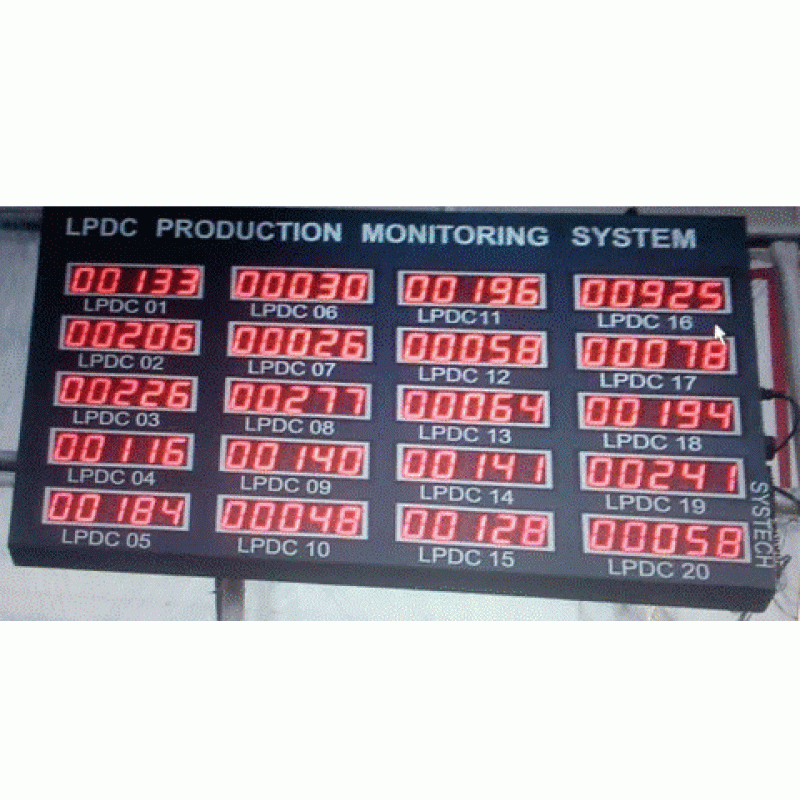 LPDC PRODUCTION MONITORING SYSTEM
00133 00030 00196 00925
LPDC 01 LPDC 06 LPDC11 LPDC 16
00206 00026 00058 00078
LPDC 02 LPDC 07 LPDC 12 LPDC 17
00226 00277 00064 00194
LPDC 03 LPDC 08 LPDC 13 LPDC 18
00116 00140 00141 00241
LPDC 04 LPDC 09 LPDC 14 LPDC 19
00184 00048 00128 00058
LPDC 05 LPDC 10 LPDC 15 LPDC 20
SYSTECH